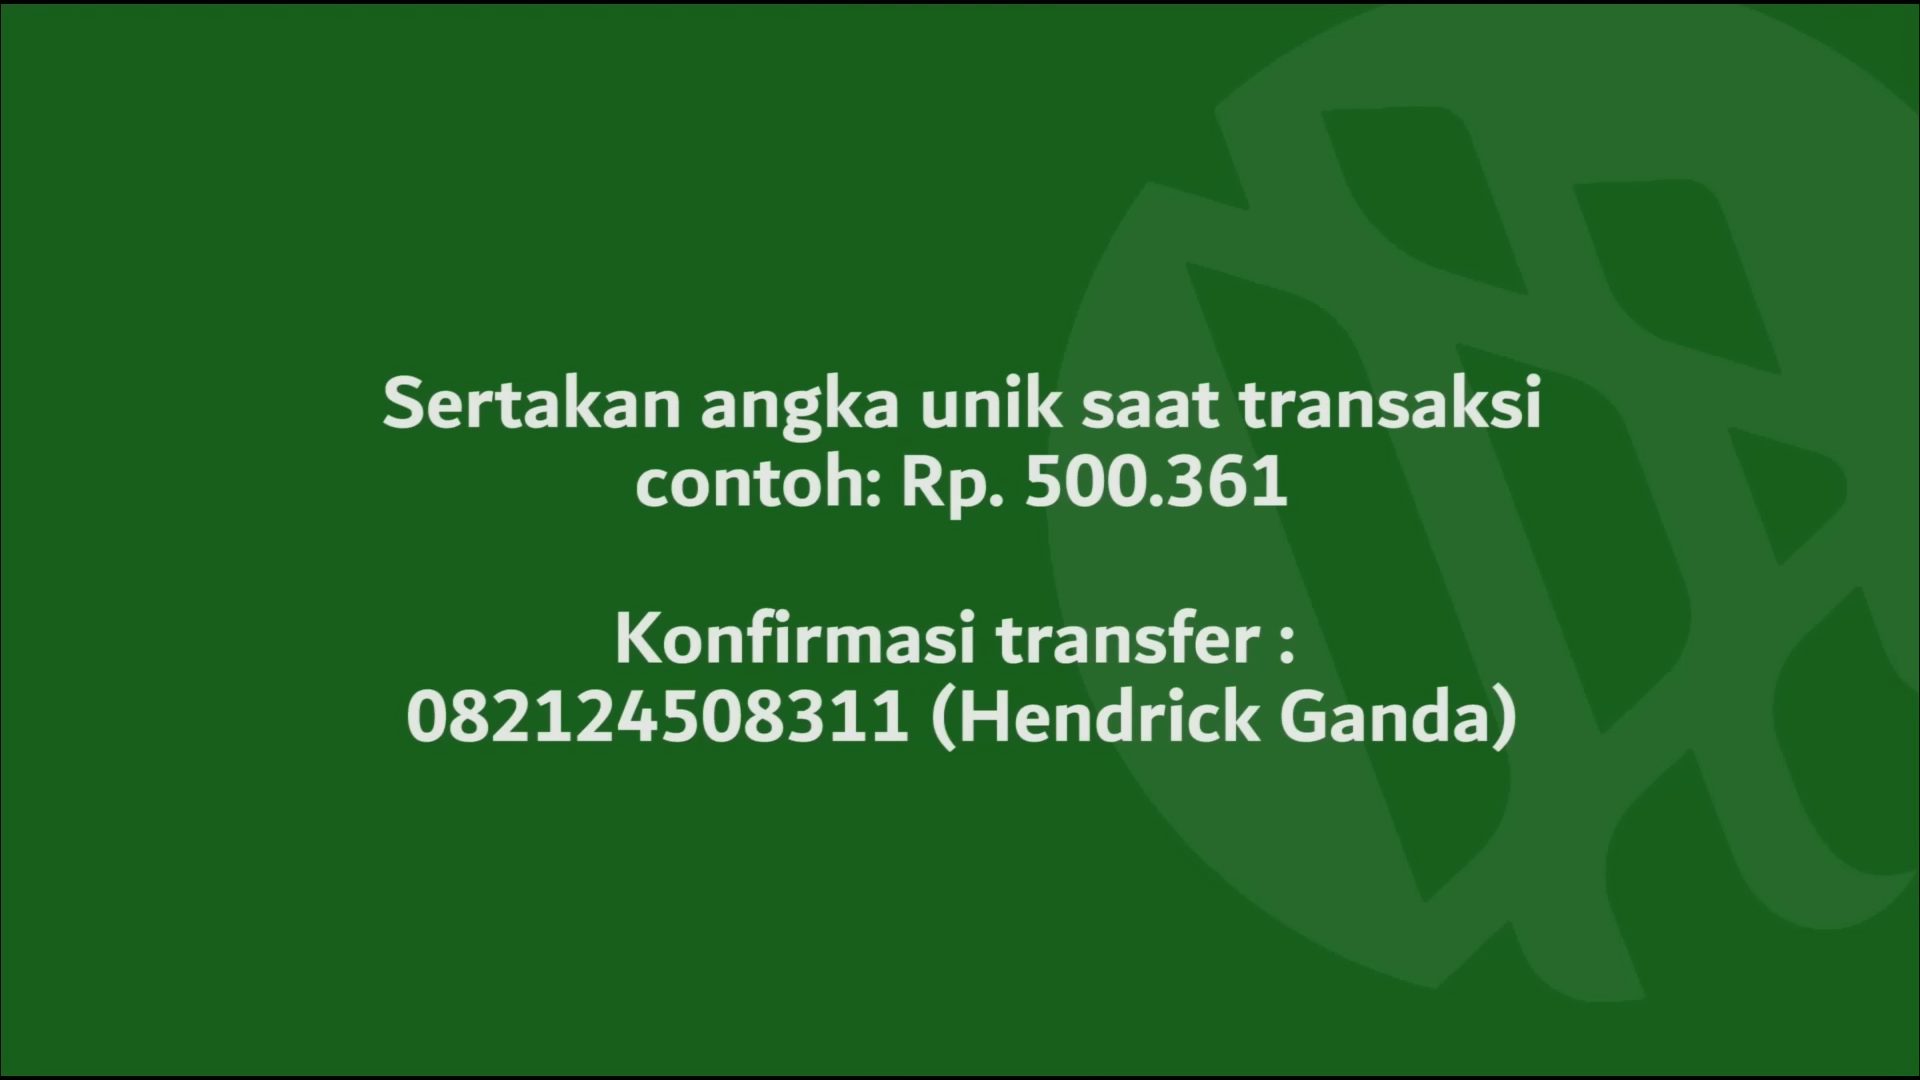 Sertakan angka unik saat transaksi
contoh: Rp. 500.361
Konfirmasi transfer :
082124508311 (Hendrick Ganda)